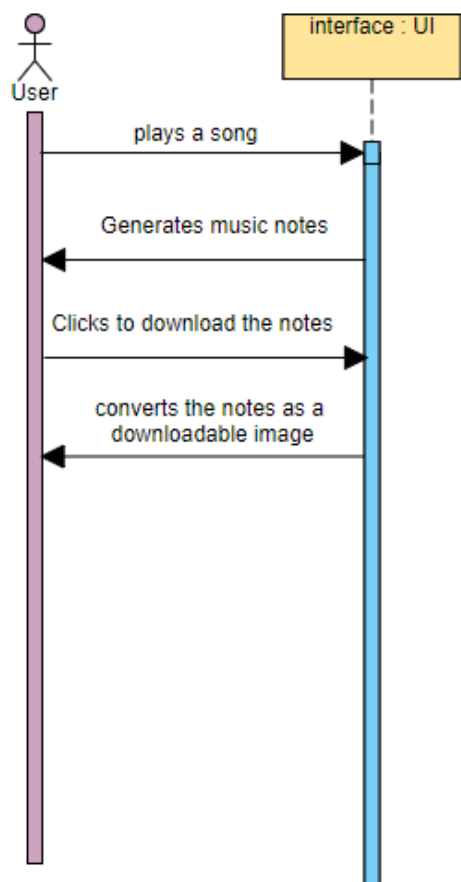 interface : UI
User
plays a song
Generates music notes
Clicks to download the notes
converts the notes as a
downloadable image